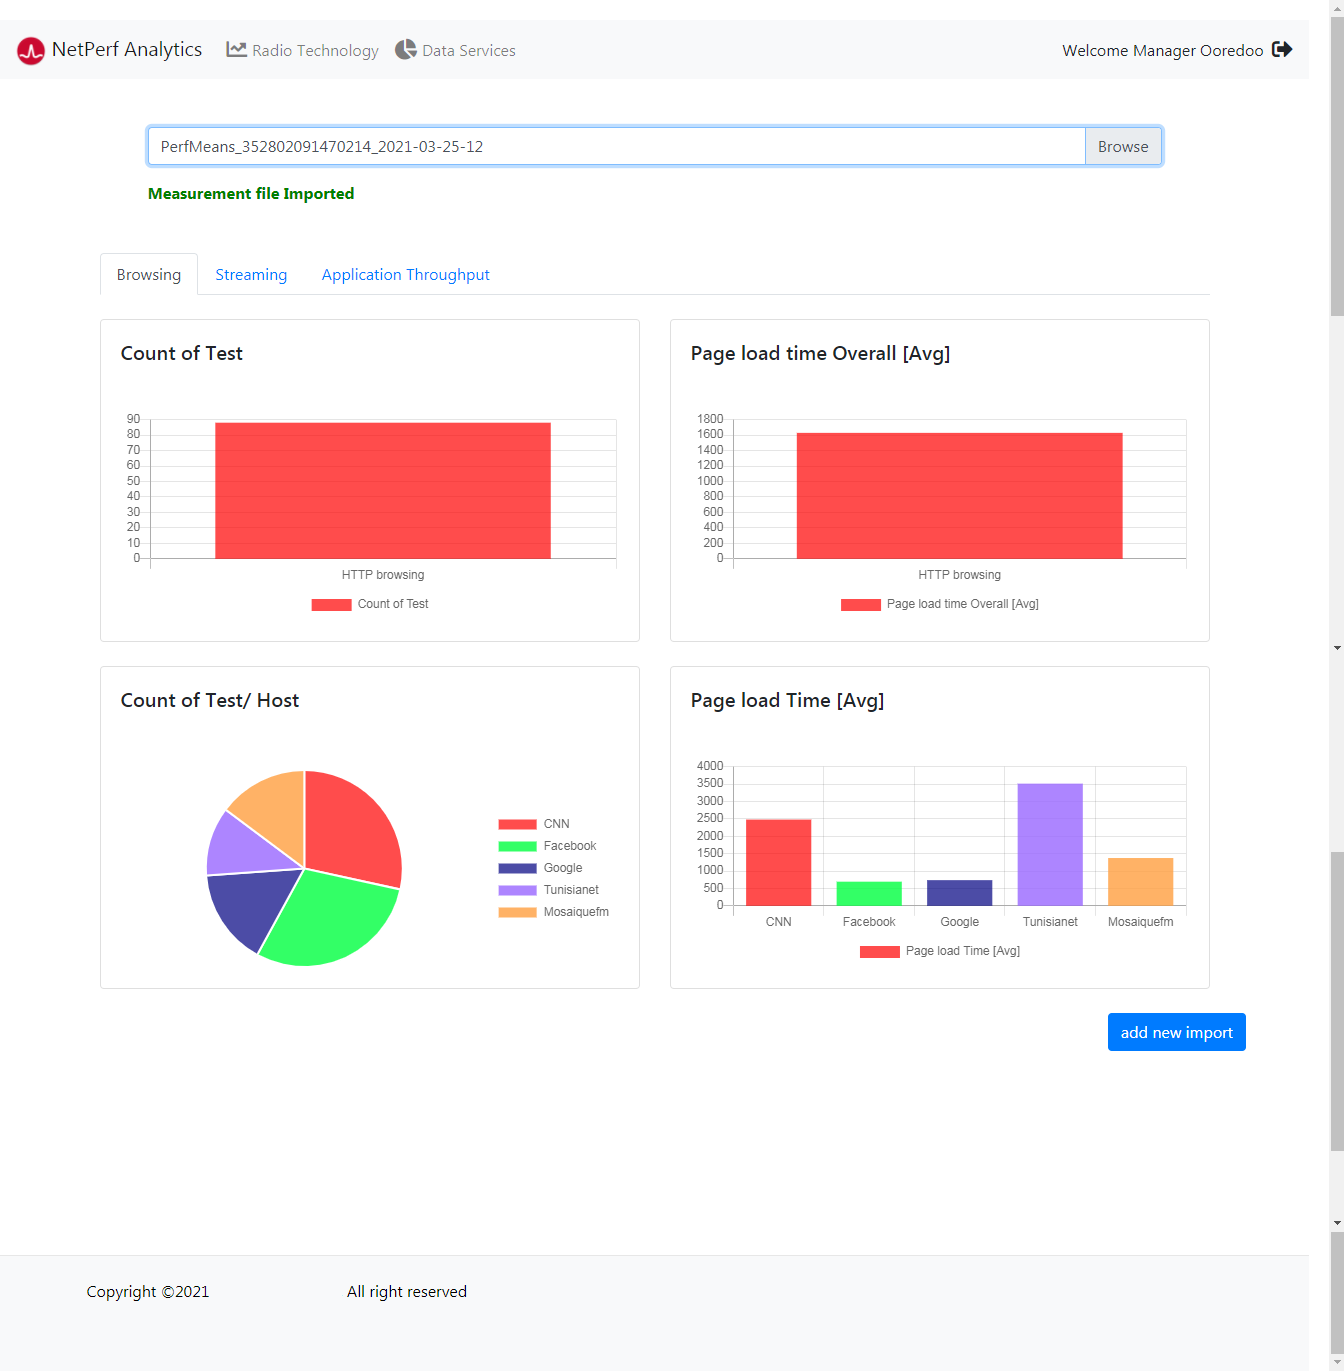 NetPerf Analytics Radio Technology Data Services Welcome Manager Ooredoo
PerfMeans_352802091470214_2021-03-25-12 Browse
Measurement file Imported
Browsing Streaming Application Throughput
Count of Test
90
80
70
60
50
40
30
20
10
0
HTTP browsing
Count of Test
Page load time Overall [Avg]
1800
1600
1400
1200
1000
800
600
400
200
0
HTTP browsing
Page load time Overall [Avg]
Count of Test/ Host
CNN
Facebook
Google
Tunisianet
Mosaiquefm
Page load Time [Avg]
4000
3500
3000
2500
2000
1500
1000
500
0
CNN Facebook Google Tunisianet Mosaiquefm
Page load Time [Avg]
add new import
Copyright ©2021 All right reserved